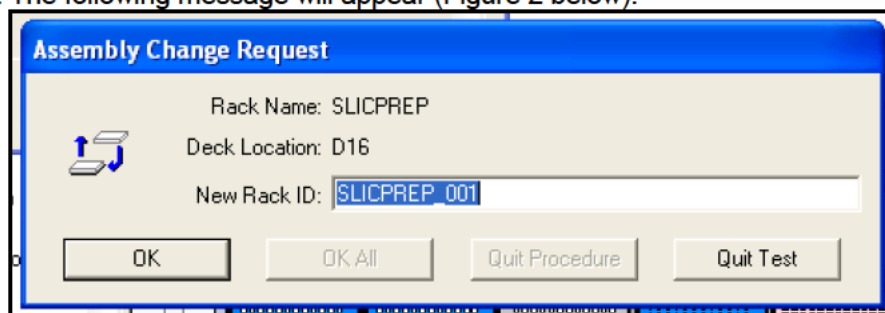 The following message will appear (Figure 2 below).
Assembly Change Request
Rack Name: SLICPREP
Deck Location: D16
New Rack ID: SLICPREP_001
OK
OK All
Quit Procedure
Quit Test